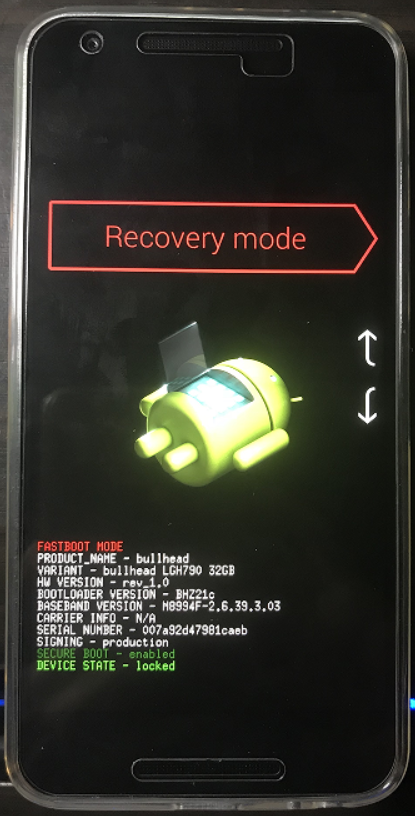 Recovery mode
FASTBOOT MODE
PRODUCT_NAME - bullhead
VARIANT - bullhead LGH790 32GB
HW VERSION - rev_1.0
BOOTLOADER VERSION - BHZ21c
BASEBAND VERSION - M8994F-2.6.39.3.03
CARRIER INFO - N/A
SERIAL NUMBER - 007a92d47981caeb
SIGNING - production
SECURE BOOT - enabled
DEVICE STATE - locked